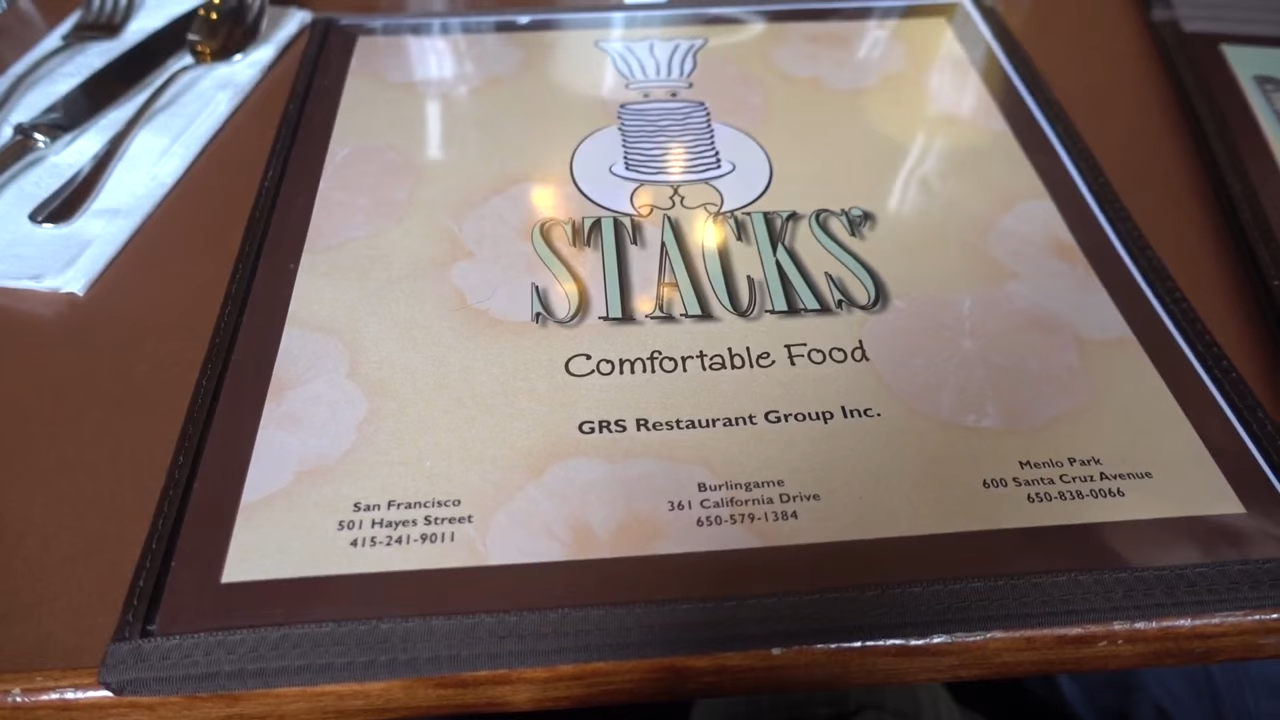 STACKS'
Comfortable Food
GRS Restaurant Group Inc.
San Francisco
501 Hayes Street
415-241-9011
Burlingame
361 California Drive
650-579-1384
Menlo Park
600 Santa Cruz Avenue
650-838-0066